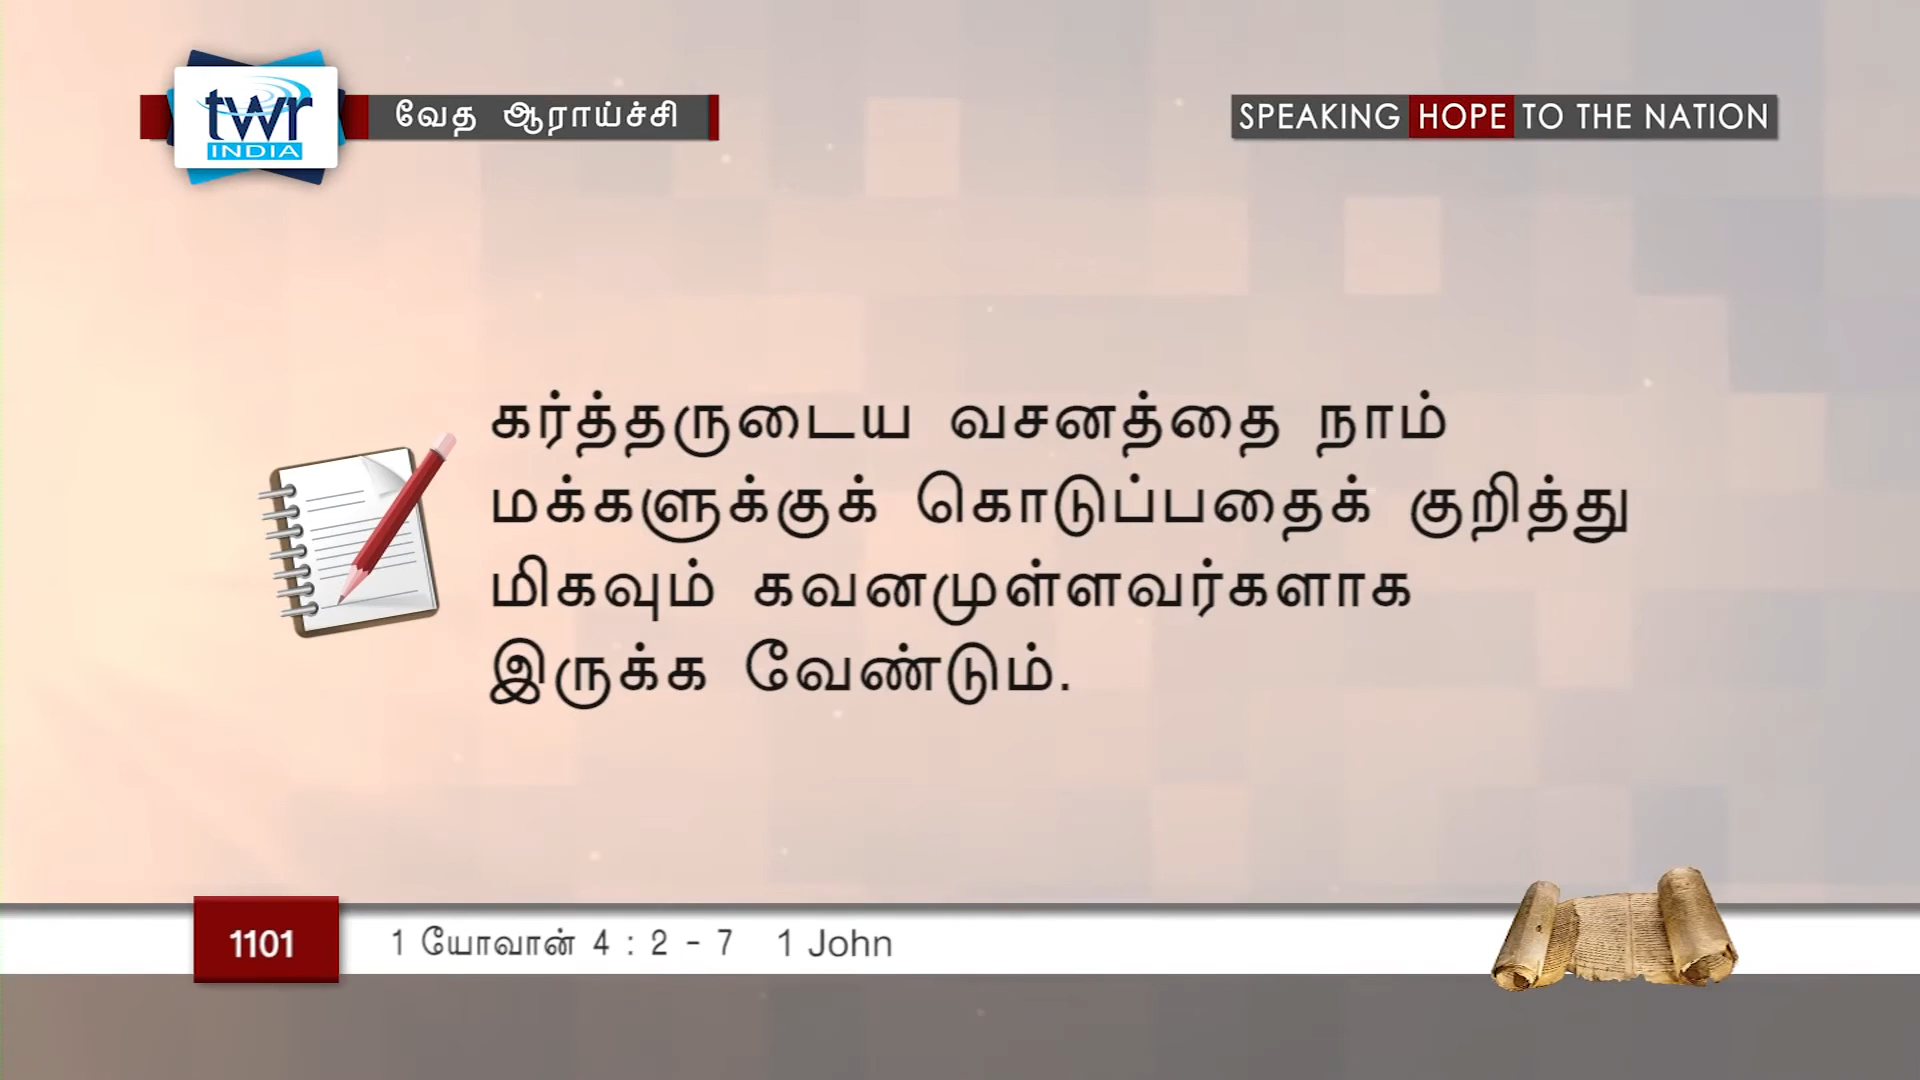 twr
INDIA
வேத ஆராய்ச்சி
SPEAKING HOPE TO THE NATION
கர்த்தருடைய வசனத்தை நாம்
மக்களுக்குக் கொடுப்பதைக் குறித்து
மிகவும் கவனமுள்ளவர்களாக
இருக்க வேண்டும்.
1101
1 யோவான் 4 : 2 - 7 1 John